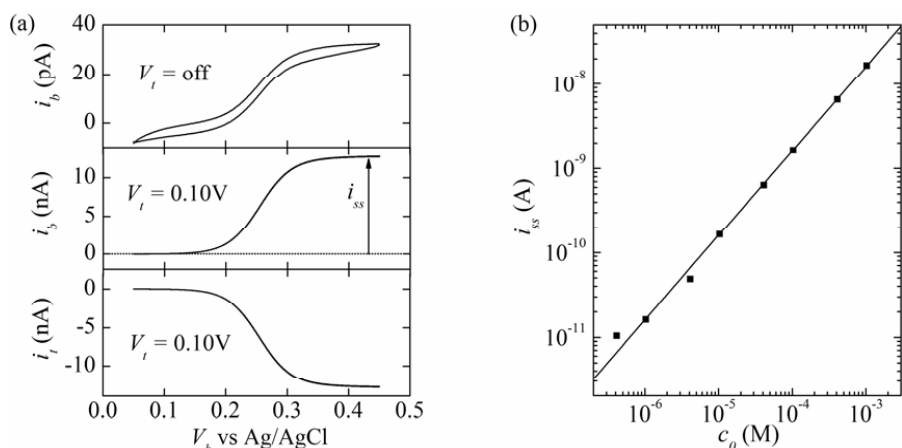 (a)
40
20
0
i_b (pA)
V_t = off
10
5
0
i_b (nA)
V_t = 0.10V
i_ss
0
-5
-10
i_t (nA)
V_t = 0.10V
0.0 0.1 0.2 0.3 0.4 0.5
V_b vs Ag/AgCl
(b)
10^-8
10^-9
10^-10
10^-11
i_ss (A)
10^-6 10^-5 10^-4 10^-3
c_0 (M)